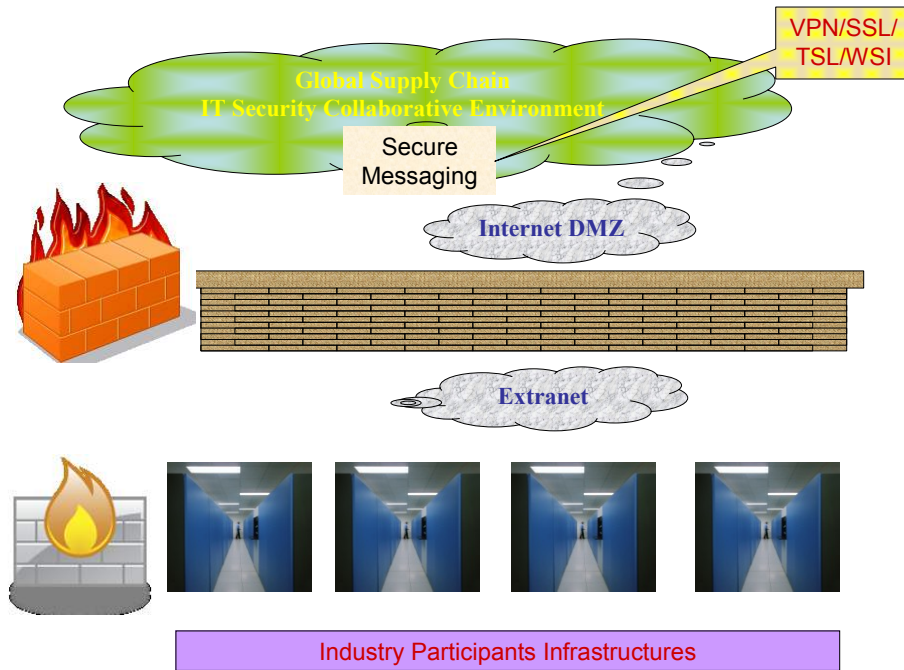 VPN/SSL/
TSL/WSI
Global Supply Chain
IT Security Collaborative Environment
Secure
Messaging
Internet DMZ
Extranet
Industry Participants Infrastructures